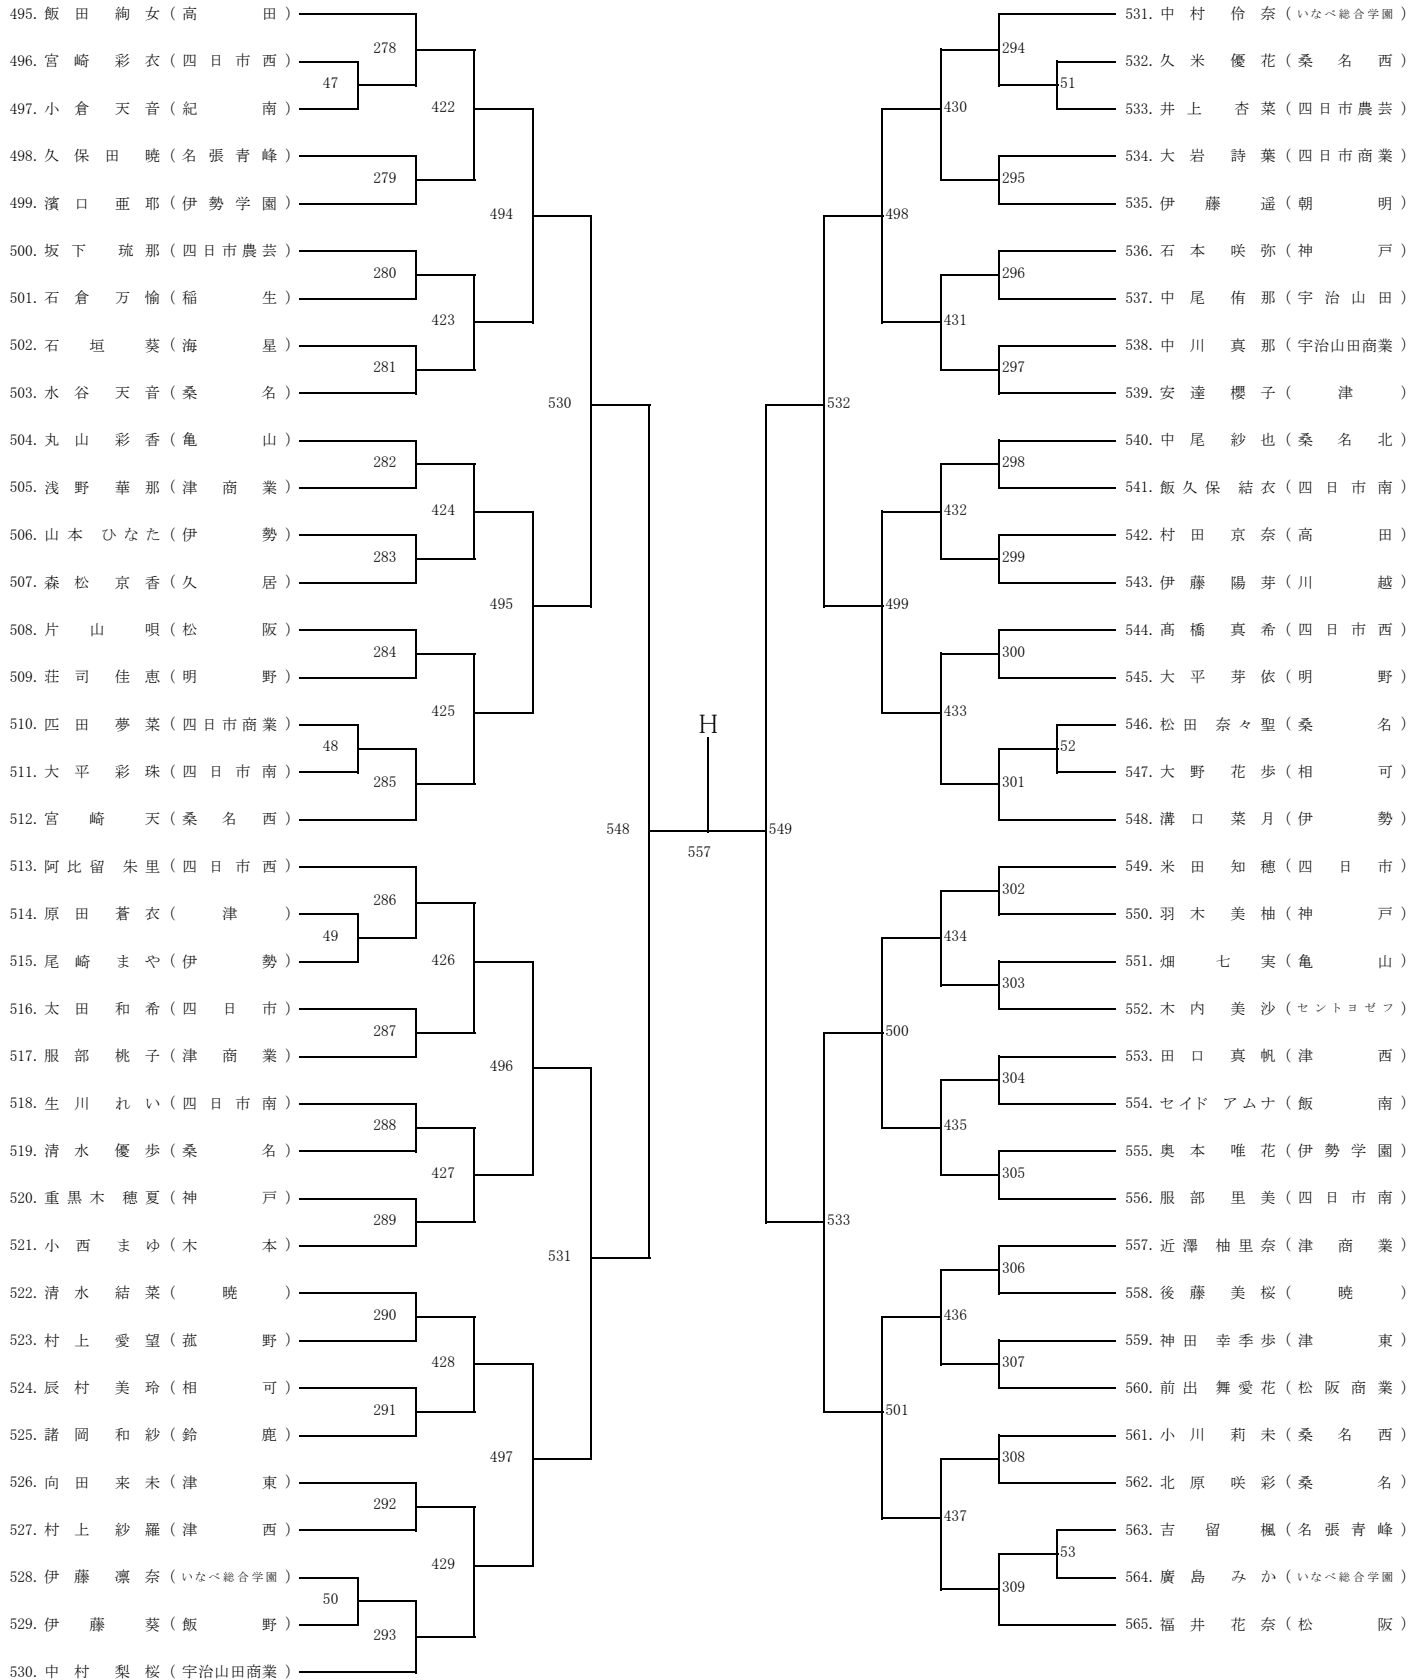 495. 飯田 絢女 (高田)
278
496. 宮崎 彩衣 (四日市西)
47
497. 小倉 天音 (紀南)
422
498. 久保田 暁 (名張青峰)
279
499. 濱口 亜耶 (伊勢学園)
494
500. 坂下 琉那 (四日市農芸)
280
501. 石倉 万愉 (稲生)
423
502. 石垣 葵 (海星)
281
503. 水谷 天音 (桑名)
530
504. 丸山 彩香 (亀山)
282
505. 浅野 華那 (津商業)
424
506. 山本 ひなた (伊勢)
283
507. 森松 京香 (久居)
495
508. 片山 唄 (松阪)
284
509. 荘司 佳恵 (明野)
425
510. 匹田 夢菜 (四日市商業)
48
511. 大平 彩珠 (四日市南)
285
512. 宮崎 天 (桑名西)
548
513. 阿比留 朱里 (四日市西)
286
514. 原田 蒼衣 (津)
49
515. 尾崎 まや (伊勢)
426
516. 太田 和希 (四日市)
287
517. 服部 桃子 (津商業)
496
518. 生川 れい (四日市南)
288
519. 清水 優歩 (桑名)
427
520. 重黒木 穂夏 (神戸)
289
521. 小西 まゆ (木本)
531
522. 清水 結菜 (暁)
290
523. 村上 愛望 (菰野)
428
524. 辰村 美玲 (相可)
291
525. 諸岡 和紗 (鈴鹿)
497
526. 向田 来未 (津東)
292
527. 村上 紗羅 (津西)
429
528. 伊藤 凛奈 (いなべ総合学園)
50
529. 伊藤 葵 (飯野)
293
530. 中村 梨桜 (宇治山田商業)
H
557
531. 中村 伶奈 (いなべ総合学園)
294
532. 久米 優花 (桑名西)
51
533. 井上 杏菜 (四日市農芸)
430
534. 大岩 詩葉 (四日市商業)
295
535. 伊藤 遥 (朝明)
498
536. 石本 咲弥 (神戸)
296
537. 中尾 侑那 (宇治山田)
431
538. 中川 真那 (宇治山田商業)
297
539. 安達 櫻子 (津)
532
540. 中尾 紗也 (桑名北)
298
541. 飯久保 結衣 (四日市南)
432
542. 村田 京奈 (高田)
299
543. 伊藤 陽芽 (川越)
499
544. 髙橋 真希 (四日市西)
300
545. 大平 芽依 (明野)
433
546. 松田 奈々聖 (桑名)
52
547. 大野 花歩 (相可)
301
548. 溝口 菜月 (伊勢)
549
549. 米田 知穂 (四日市)
302
550. 羽木 美柚 (神戸)
434
551. 畑 七実 (亀山)
303
552. 木内 美沙 (セントヨゼフ)
500
553. 田口 真帆 (津西)
304
554. セイド アムナ (飯南)
435
555. 奥本 唯花 (伊勢学園)
305
556. 服部 里美 (四日市南)
533
557. 近澤 柚里奈 (津商業)
306
558. 後藤 美桜 (暁)
436
559. 神田 幸季歩 (津東)
307
560. 前出 舞愛花 (松阪商業)
501
561. 小川 莉未 (桑名西)
308
562. 北原 咲彩 (桑名)
437
563. 吉留 楓 (名張青峰)
53
564. 廣島 みか (いなべ総合学園)
309
565. 福井 花奈 (松阪)